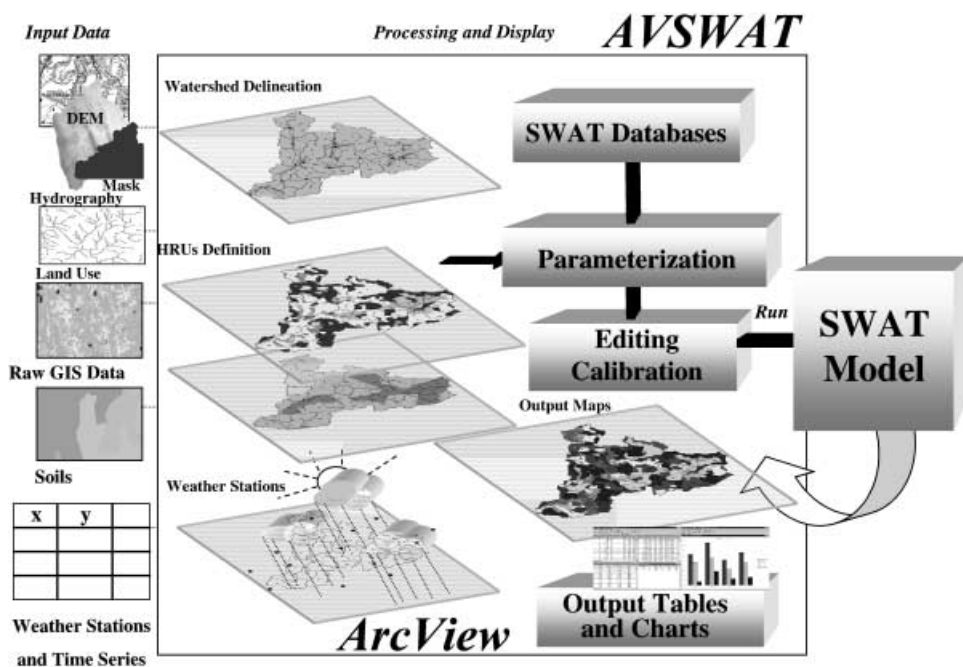 Input Data
Processing and Display
AVSWAT
DEM
Mask
Hydrography
Land Use
Raw GIS Data
Soils
x y
Weather Stations
and Time Series
Watershed Delineation
HRUs Definition
Weather Stations
ArcView
SWAT Databases
Parameterization
Editing
Calibration
Run
SWAT
Model
Output Maps
Output Tables
and Charts